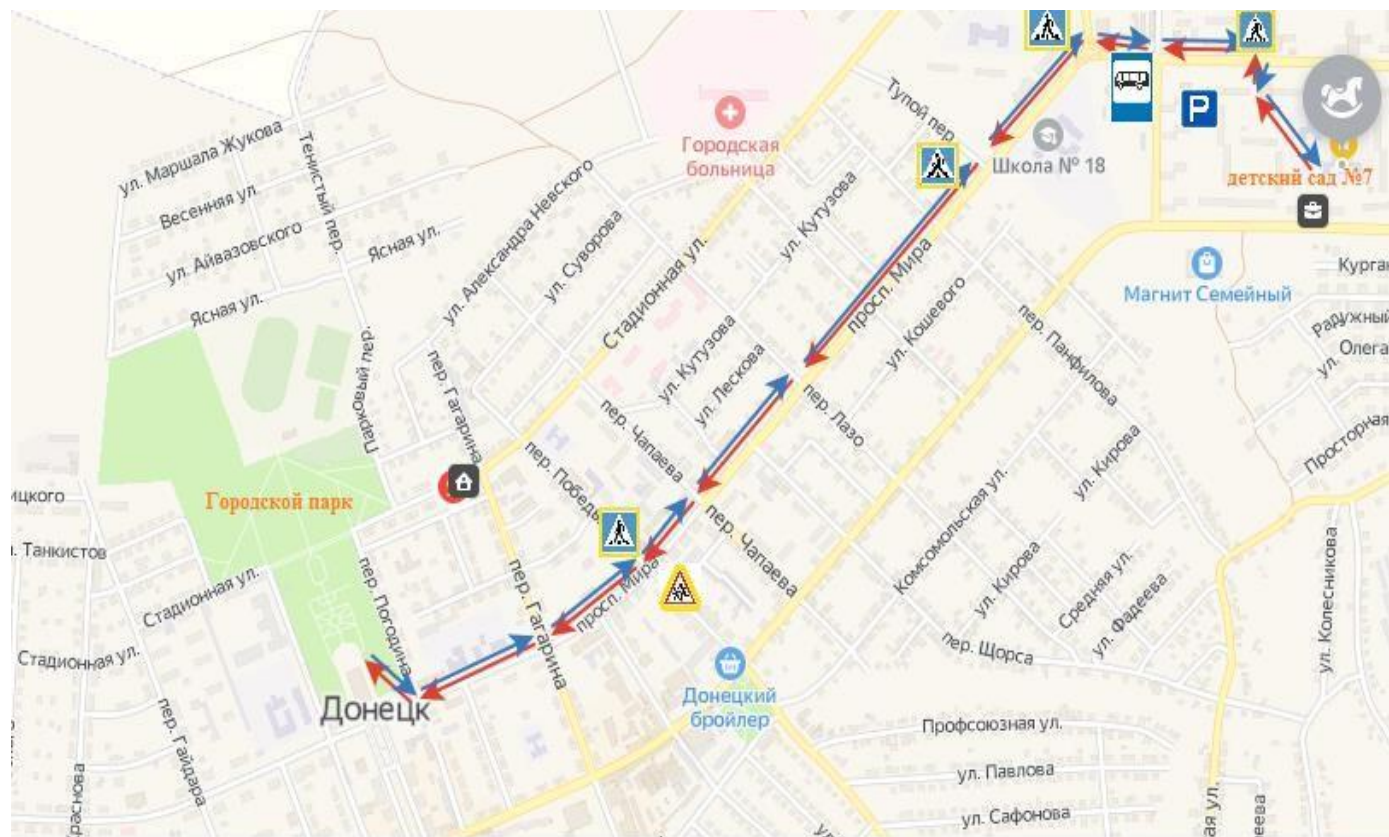 ул. Маршала Жукова
Весенняя ул.
ул. Айвазовского
Ясная ул.
Ясная ул.
Тенистый пер.
Парковый пер.
ул. Александра Невского
ул. Суворова
Стадионная ул.
Городская
больница
Тупой пер.
Школа № 18
P
детский сад №7
Магнит Семейный
ул. Кутузова
ул. Кутузова
ул. Лескова
просп. Мира
ул. Кошевого
пер. Панфилова
Радужный
Олега
ул.
Просторная
пер. Гагарина
пер. Чапаева
пер. Лазо
ул. Кирова
Комсомольская ул.
Городской парк
ицкого
Танкистов
Стадионная ул.
Стадионная ул.
пер. Погодина
пер. Гагарина
просп. Мира
пер. Чапаева
ул. Кирова
Средняя ул.
ул. Фадеева
ул. Колесникова
пер. Щорса
Донецк
пер. Гайдара
Донецкий
бройлер
Профсоюзная ул.
ул. Павлова
ул. Сафонова